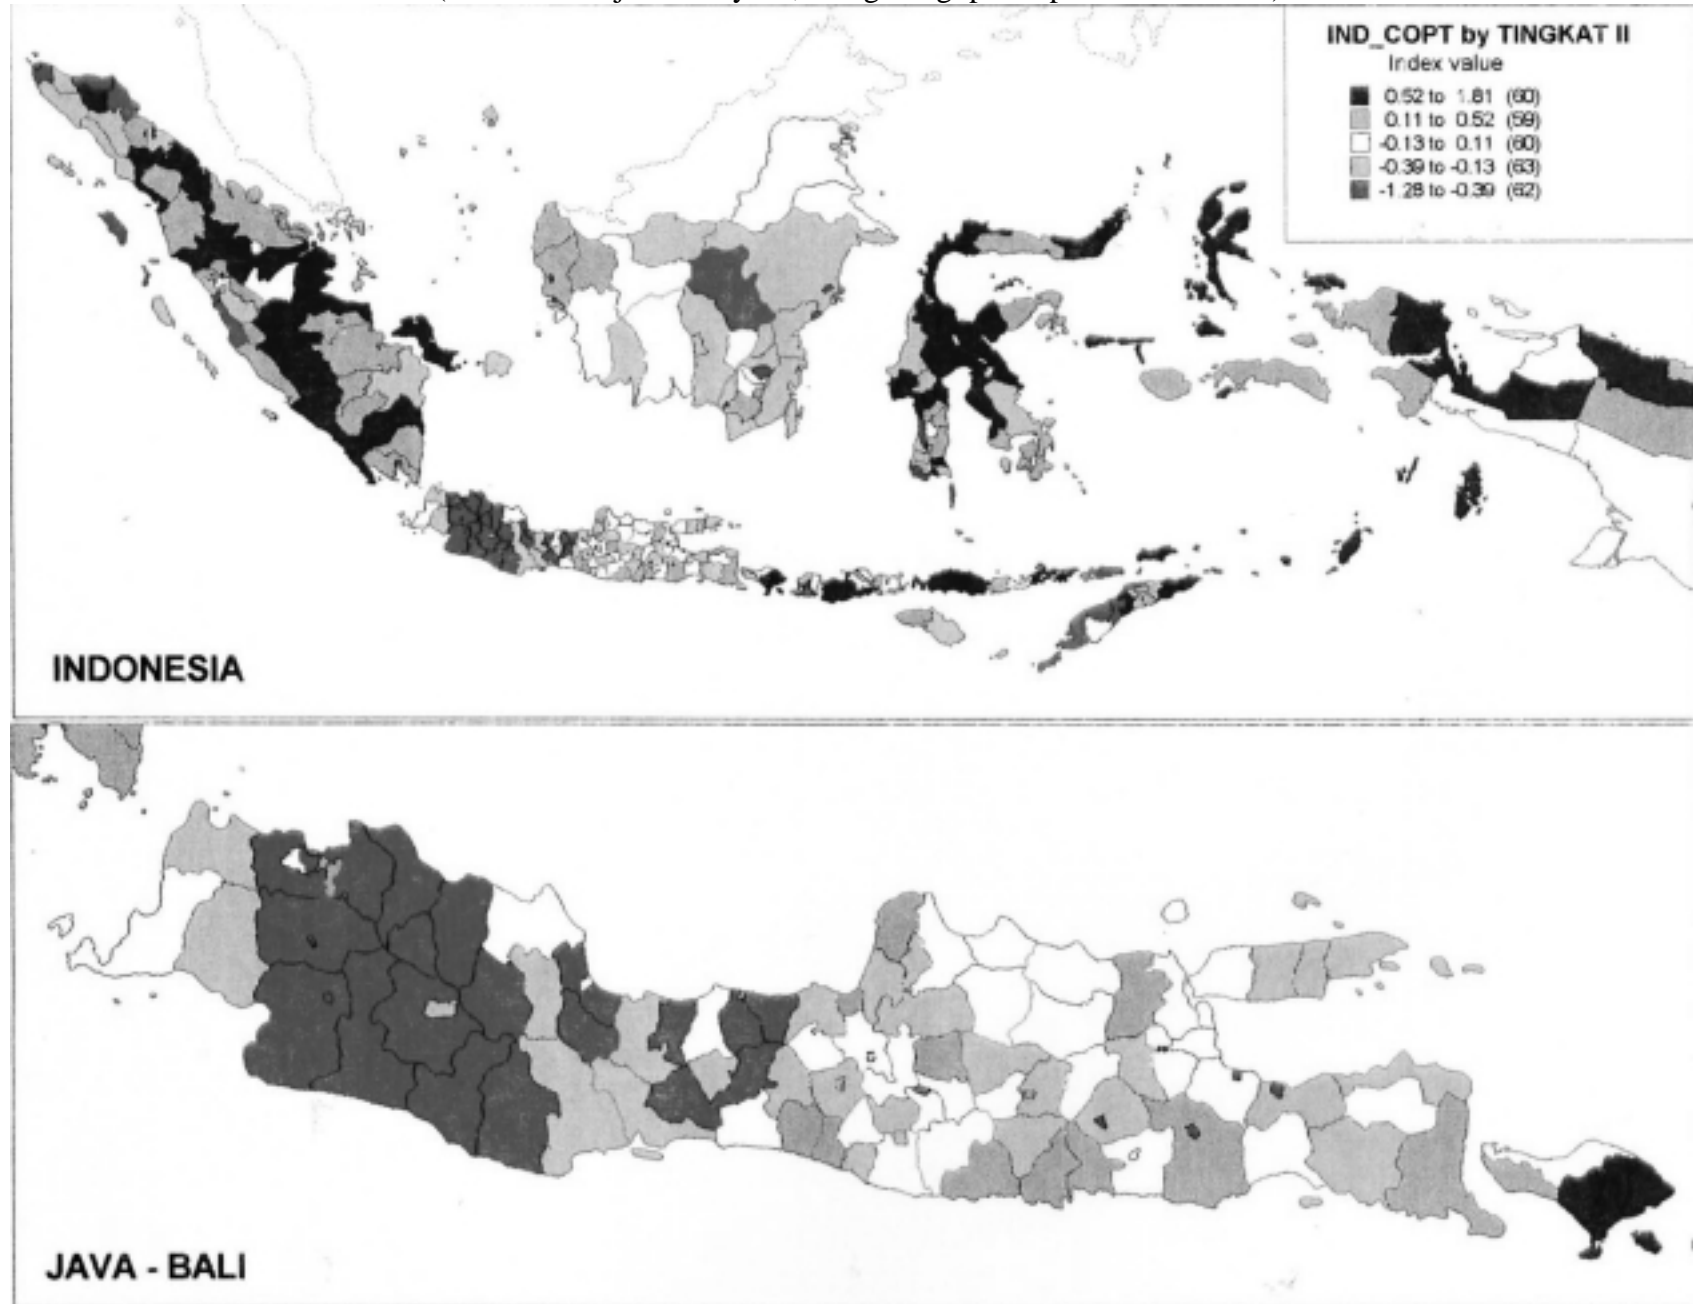 IND_COPT by TINGKAT II
Index value
0.52 to 1.81 (60)
0.11 to 0.52 (59)
-0.13 to 0.11 (60)
-0.39 to -0.13 (63)
-1.28 to -0.39 (62)
INDONESIA
JAVA - BALI